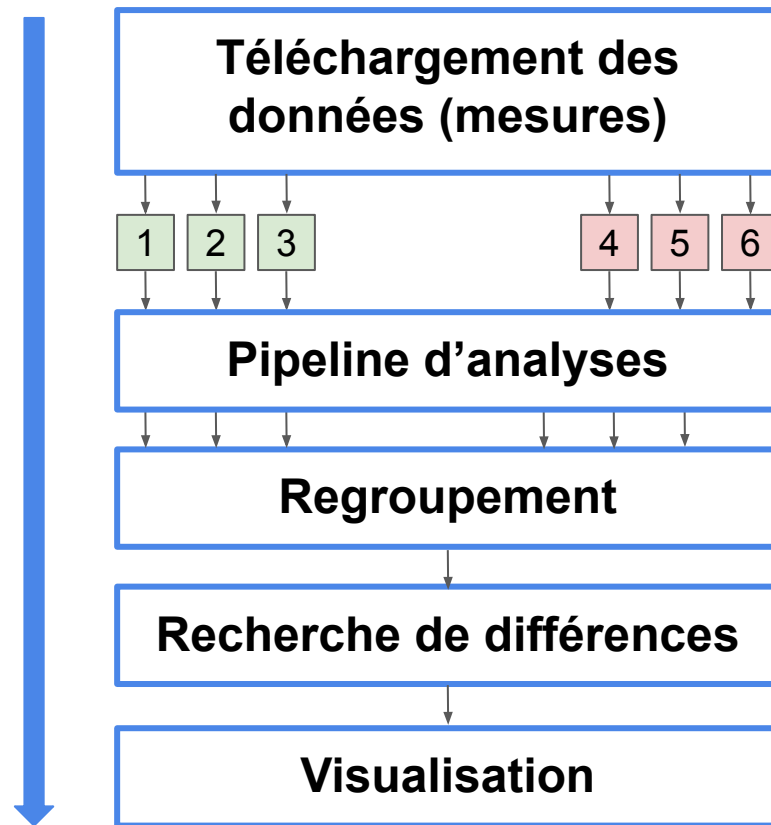 Téléchargement des
données (mesures)
1 2 3 4 5 6
Pipeline d’analyses
Regroupement
Recherche de différences
Visualisation